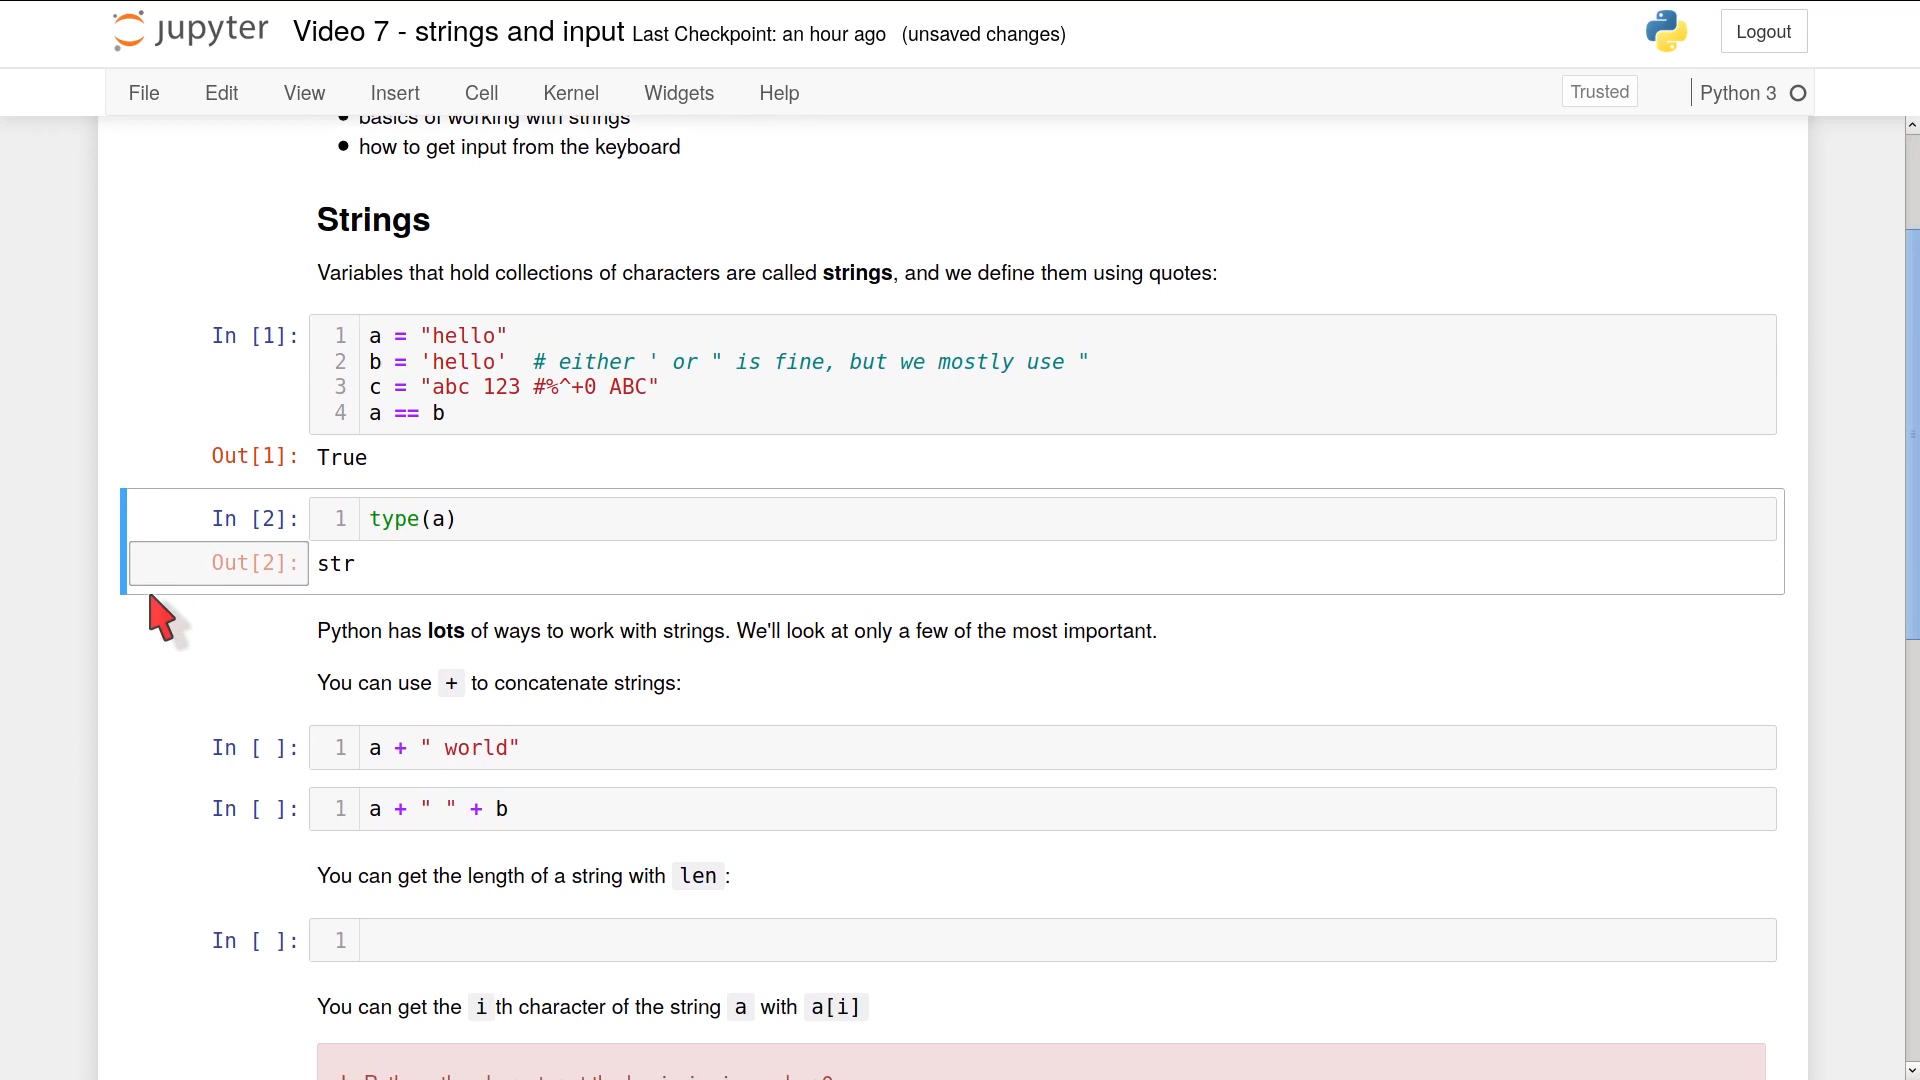 jupyter Video 7 - strings and input Last Checkpoint: an hour ago (unsaved changes) Logout
File Edit View Insert Cell Kernel Widgets Help Trusted Python 3
basics of working with strings
how to get input from the keyboard
Strings
Variables that hold collections of characters are called strings, and we define them using quotes:
In [1]: 1 a = "hello"
2 b = 'hello' # either ' or " is fine, but we mostly use "
3 c = "abc 123 #%^+0 ABC"
4 a == b
Out[1]: True
In [2]: 1 type(a)
Out[2]: str
Python has lots of ways to work with strings. We'll look at only a few of the most important.
You can use + to concatenate strings:
In [ ]: 1 a + " world"
In [ ]: 1 a + " " + b
You can get the length of a string with len:
In [ ]: 1
You can get the ith character of the string a with a[i]